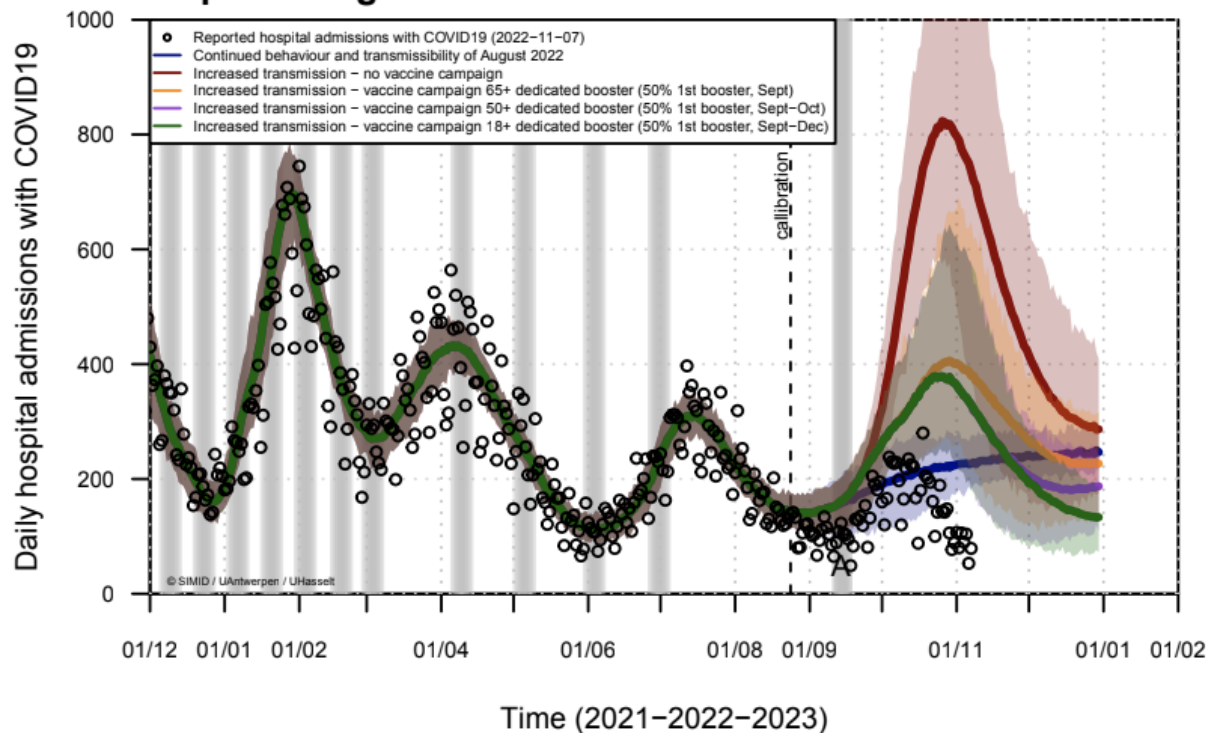 1000
800
600
400
200
0
Daily hospital admissions with COVID19
Reported hospital admissions with COVID19 (2022−11−07)
Continued behaviour and transmissibility of August 2022
Increased transmission − no vaccine campaign
Increased transmission − vaccine campaign 65+ dedicated booster (50% 1st booster, Sept)
Increased transmission − vaccine campaign 50+ dedicated booster (50% 1st booster, Sept−Oct)
Increased transmission − vaccine campaign 18+ dedicated booster (50% 1st booster, Sept−Dec)
callibration
A
© SIMID / UAntwerpen / UHasselt
01/12 01/01 01/02 01/04 01/06 01/08 01/09 01/11 01/01 01/02
Time (2021−2022−2023)